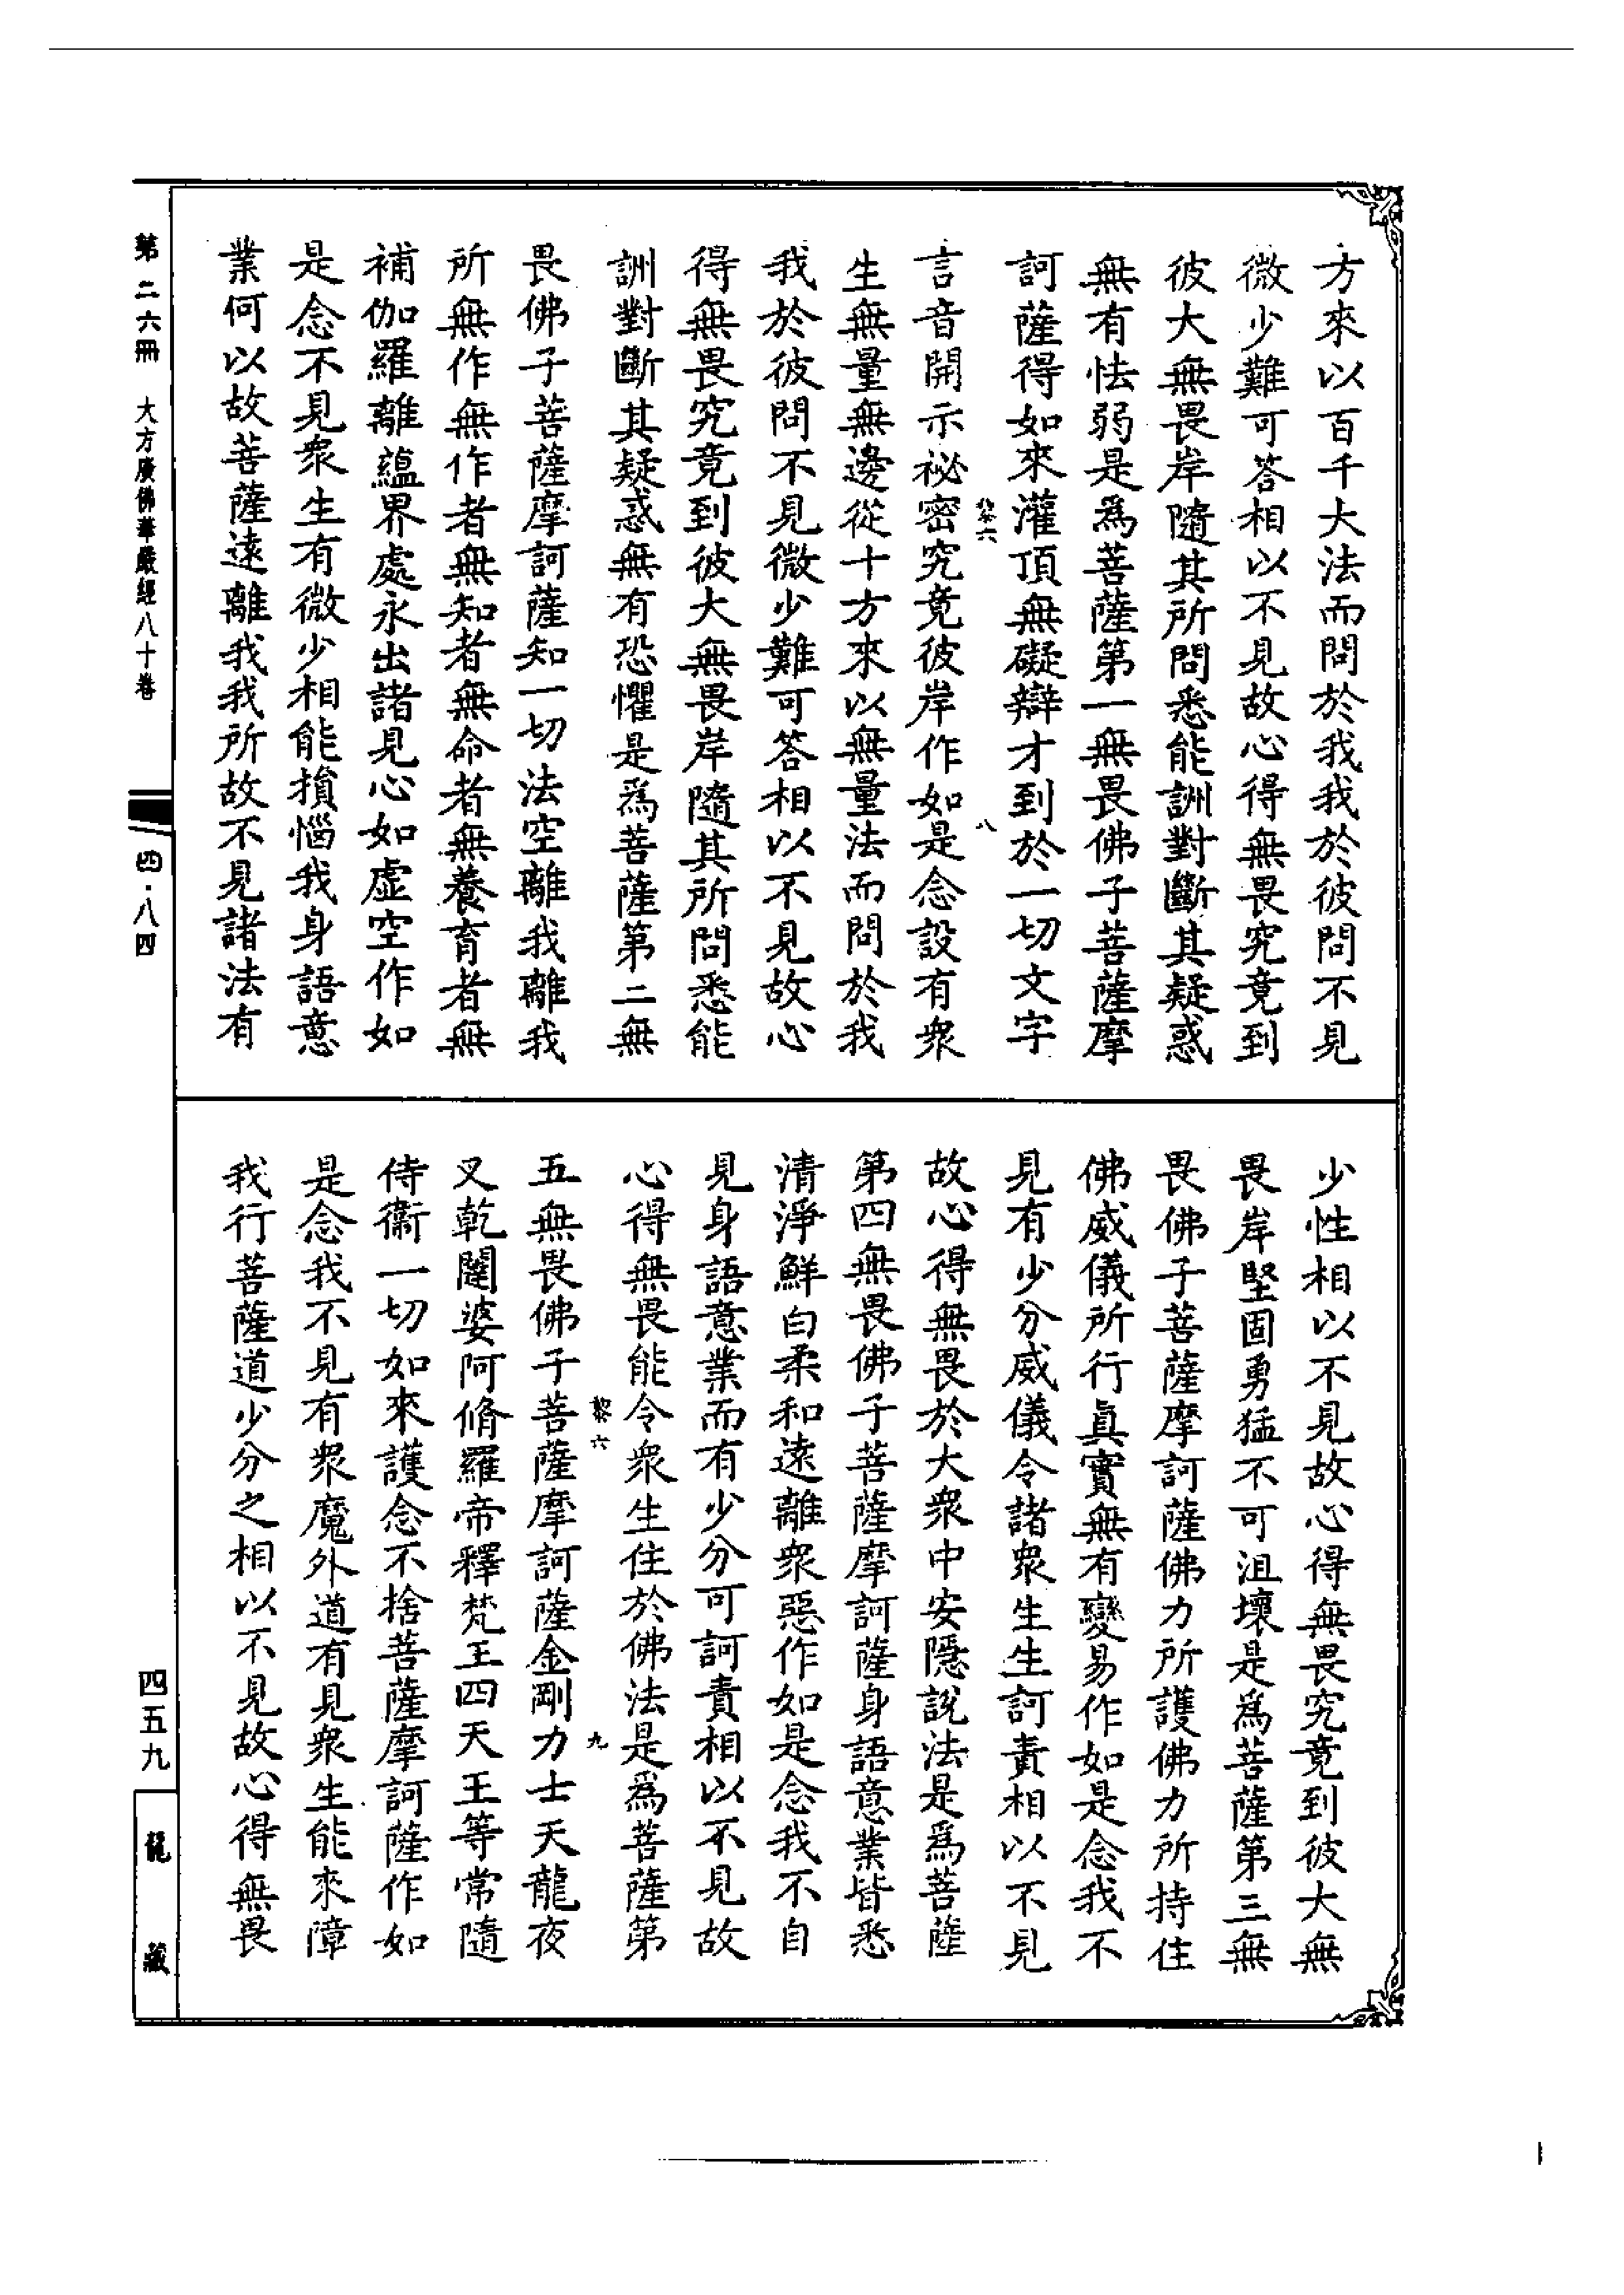 方來以百千大法而問於我我於彼問不見
微少難可答相以不見故心得無畏究竟到
彼大無畏岸隨其所問悉能詶對斷其疑惑
無有怯弱是爲菩薩第一無畏佛子菩薩摩
訶薩得如來灌頂無礙辯才到於一切文字
黎六
八
言音開示祕密究竟彼岸作如是念設有衆
生無量無邊從十方來以無量法而問於我
我於彼問不見微少難可答相以不見故心
得無畏究竟到彼大無畏岸隨其所問悉能
詶對斷其疑惑無有恐懼是爲菩薩第二無
畏佛子菩薩摩訶薩知一切法空離我離我
所無作無作者無知者無命者無養育者無
補伽羅離蘊界處永出諸見心如虛空作如
是念不見衆生有微少相能損惱我身語意
業何以故菩薩遠離我我所故不見諸法有
少性相以不見故心得無畏究竟到彼大無
畏岸堅固勇猛不可沮壞是爲菩薩第三無
畏佛子菩薩摩訶薩佛力所護佛力所持住
佛威儀所行眞實無有變易作如是念我不
見有少分威儀令諸衆生生訶責相以不見
故心得無畏於大衆中安隱說法是爲菩薩
第四無畏佛子菩薩摩訶薩身語意業皆悉
清淨鮮白柔和遠離衆惡作如是念我不自
見身語意業而有少分可訶責相以不見故
心得無畏能令衆生住於佛法是爲菩薩第
黎六
九
五無畏佛子菩薩摩訶薩金剛力士天龍夜
叉乾闥婆阿脩羅帝釋梵王四天王等常隨
侍衞一切如來護念不捨菩薩摩訶薩作如
是念我不見有衆魔外道有見衆生能來障
我行菩薩道少分之相以不見故心得無畏
第二六冊 大方廣佛華嚴經八十卷
四·八四
四五九
龍藏